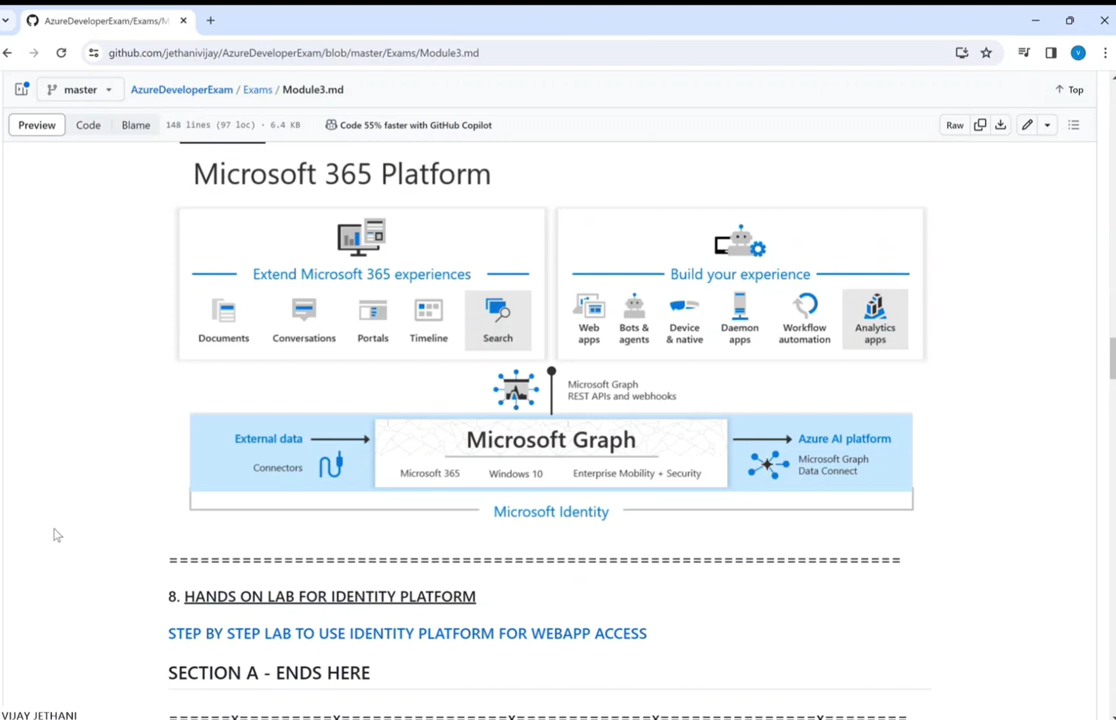 AzureDeveloperExam/Exams/M
github.com/jethanivijay/AzureDeveloperExam/blob/master/Exams/Module3.md
V
master
AzureDeveloperExam / Exams / Module3.md
Top
Preview
Code
Blame
148 lines (97 loc) · 6.4 KB
Code 55% faster with GitHub Copilot
Raw
Microsoft 365 Platform
Extend Microsoft 365 experiences
Documents
Conversations
Portals
Timeline
Search
Build your experience
Web apps
Bots & agents
Device & native
Daemon apps
Workflow automation
Analytics apps
Microsoft Graph
REST APIs and webhooks
External data
Connectors
Microsoft Graph
Microsoft 365
Windows 10
Enterprise Mobility + Security
Azure AI platform
Microsoft Graph
Data Connect
Microsoft Identity
=====================================================================
8. HANDS ON LAB FOR IDENTITY PLATFORM
STEP BY STEP LAB TO USE IDENTITY PLATFORM FOR WEBAPP ACCESS
SECTION A - ENDS HERE
VIJAY JETHANI